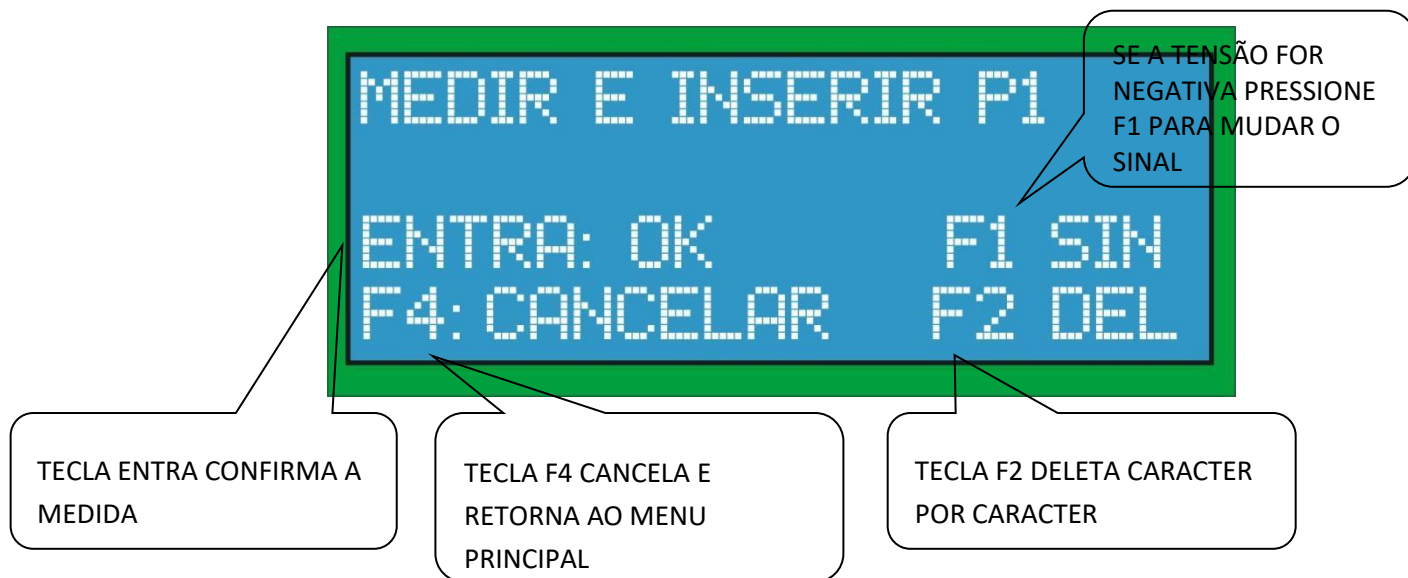 SE A TENSÃO FOR
NEGATIVA PRESSIONE
F1 PARA MUDAR O
SINAL
MEDIR E INSERIR P1
ENTRA: OK F1 SIN
F4: CANCELAR F2 DEL
TECLA ENTRA CONFIRMA A
MEDIDA
TECLA F4 CANCELA E
RETORNA AO MENU
PRINCIPAL
TECLA F2 DELETA CARACTER
POR CARACTER